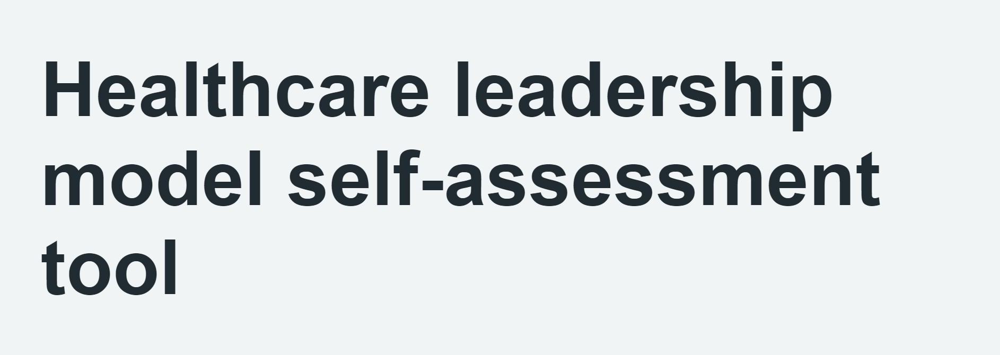 Healthcare leadership
model self-assessment
tool